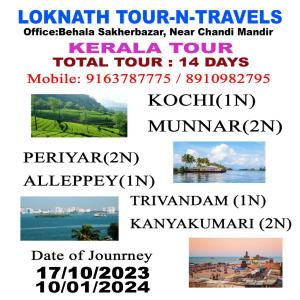 LOKNATH TOUR-N-TRAVELS
Office:Behala Sakherbazar, Near Chandi Mandir
KERALA TOUR
TOTAL TOUR : 14 DAYS
Mobile: 9163787775 / 8910982795
KOCHI(1N)
MUNNAR(2N)
PERIYAR(2N)
ALLEPPEY(1N)
TRIVANDAM (1N)
KANYAKUMARI (2N)
Date of Jounrney
17/10/2023
10/01/2024